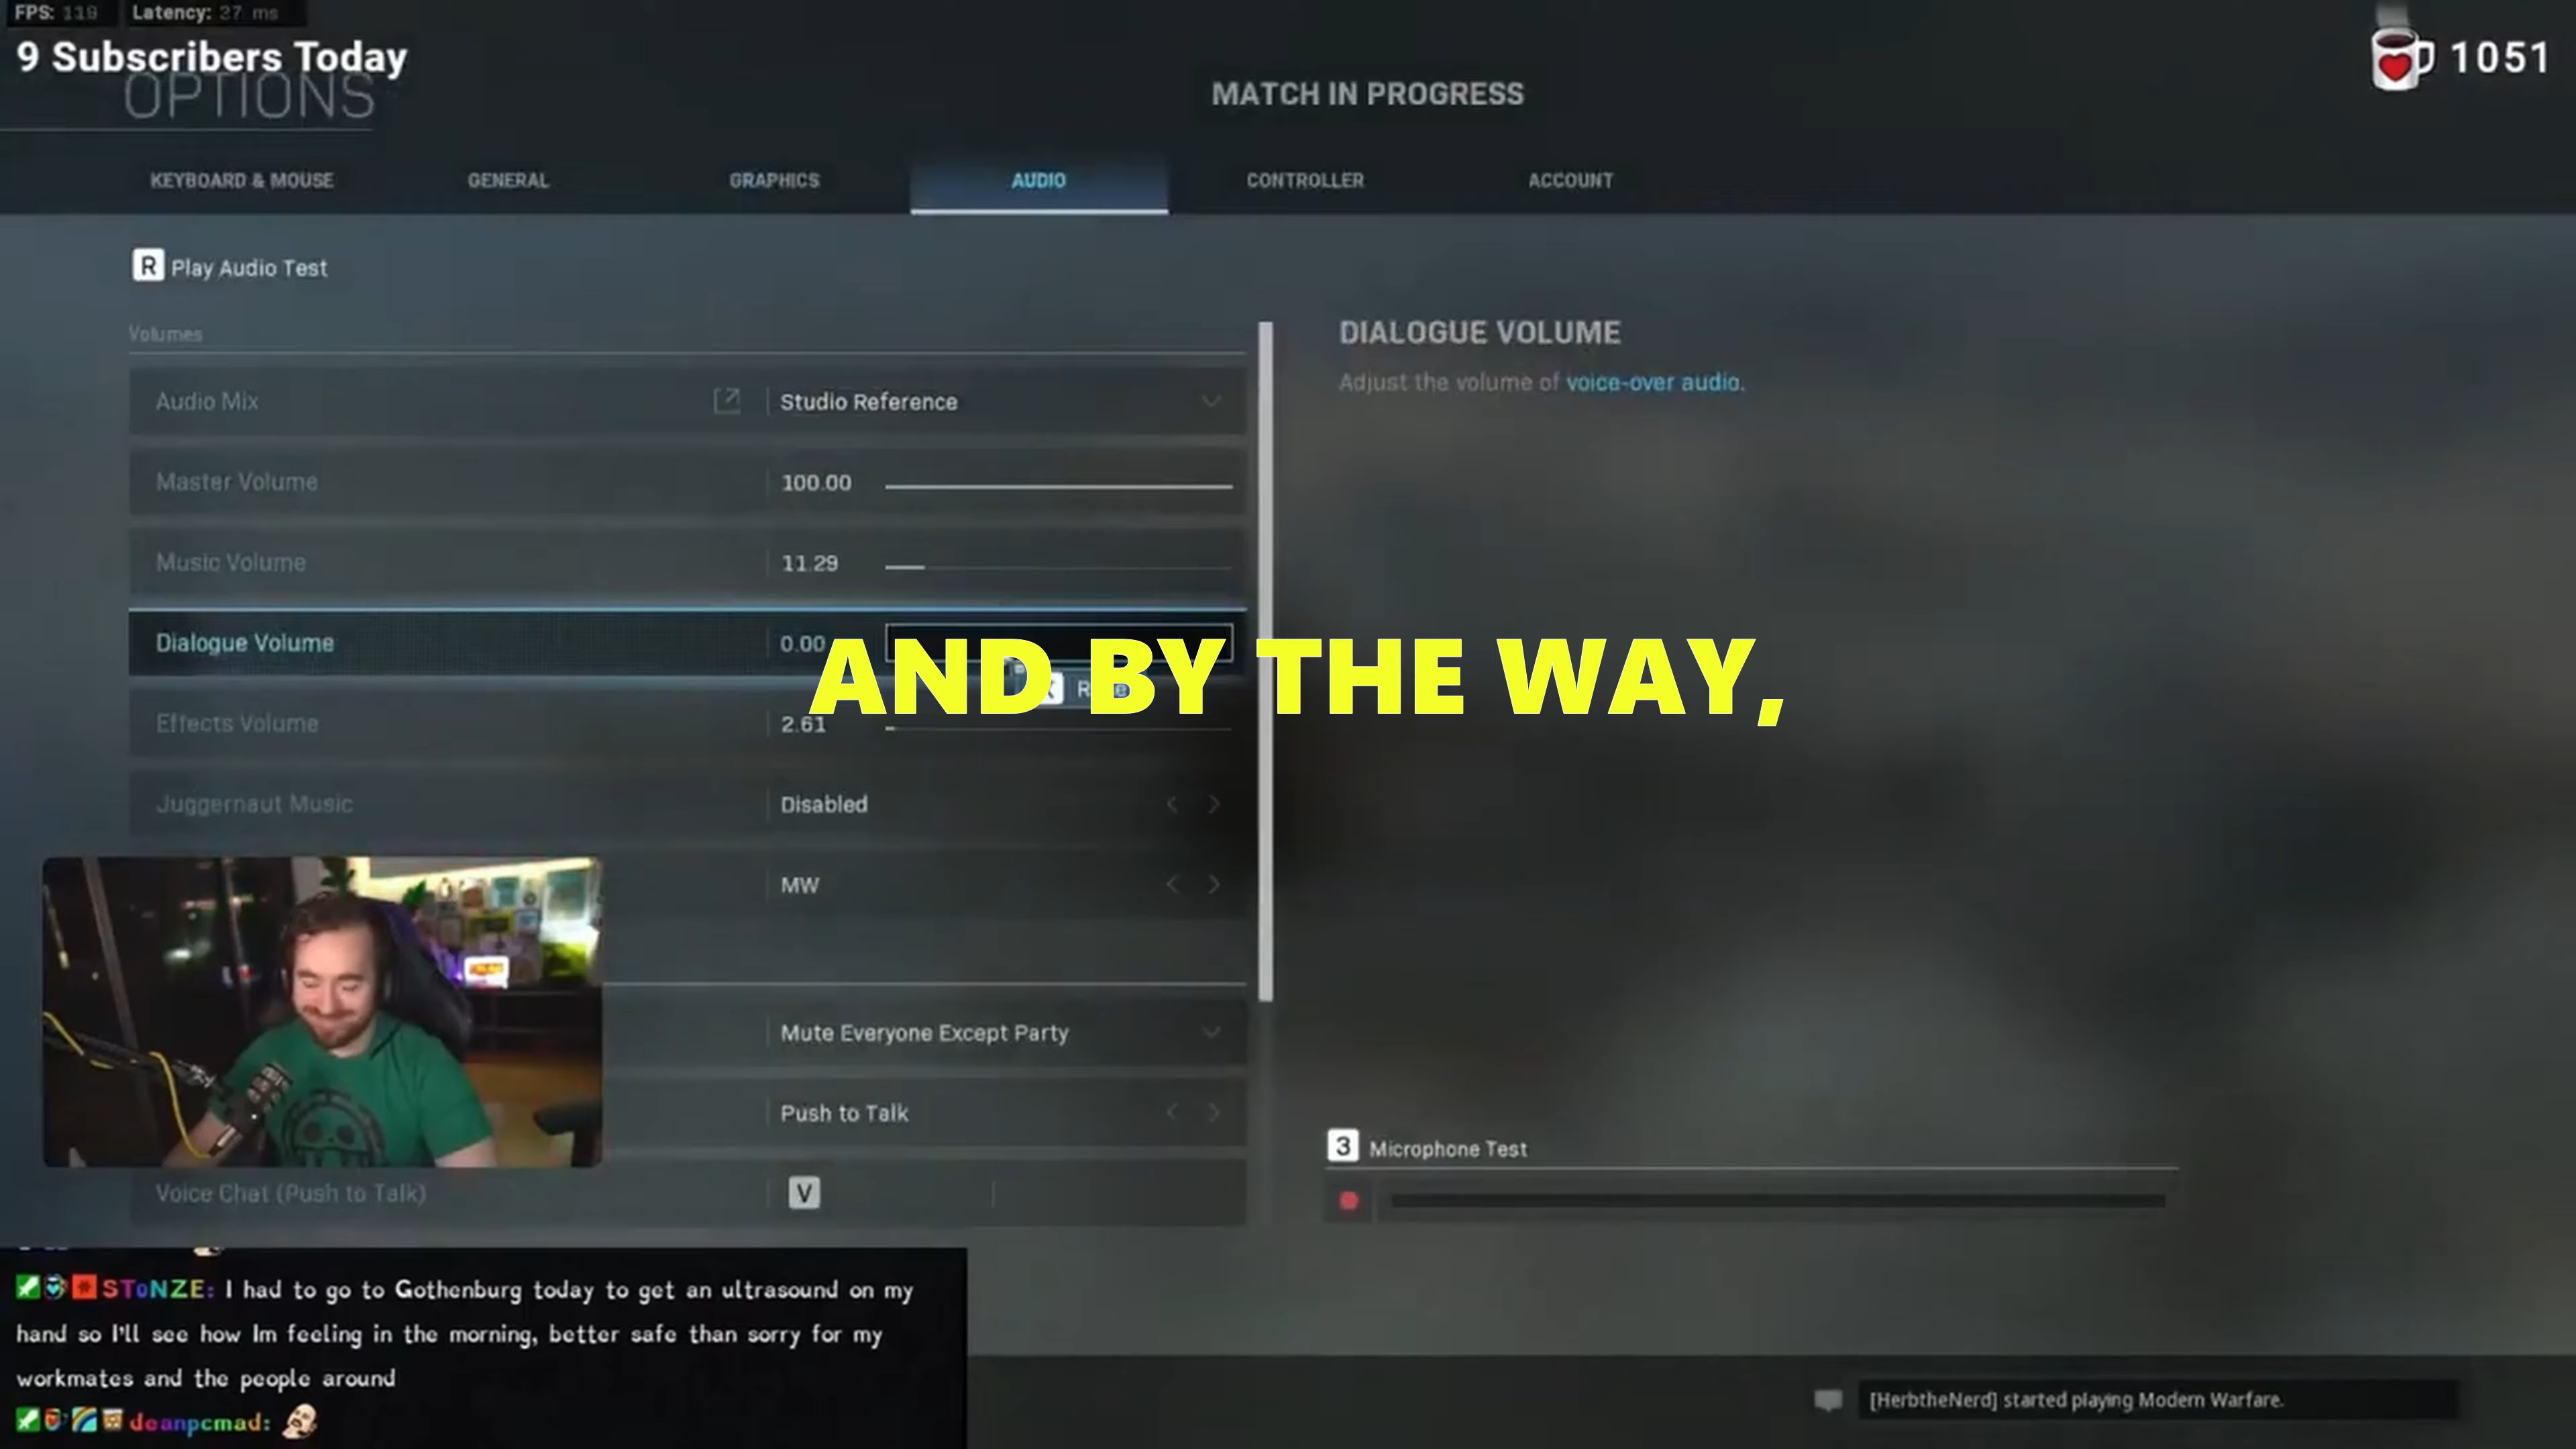 FPS: 119 Latency: 27 ms
9 Subscribers Today
1051
OPTIONS
MATCH IN PROGRESS
KEYBOARD & MOUSE GENERAL GRAPHICS AUDIO CONTROLLER ACCOUNT
R Play Audio Test
Volumes
Audio Mix Studio Reference
Master Volume 100.00
Music Volume 11.29
Dialogue Volume 0.00
Effects Volume 2.61
Juggernaut Music Disabled
MW
Mute Everyone Except Party
Push to Talk
Voice Chat (Push to Talk) V
DIALOGUE VOLUME
Adjust the volume of voice-over audio.
AND BY THE WAY,
3 Microphone Test
SToNZE: I had to go to Gothenburg today to get an ultrasound on my
hand so I'll see how Im feeling in the morning, better safe than sorry for my
workmates and the people around
deanpcmad:
[HerbtheNerd] started playing Modern Warfare.